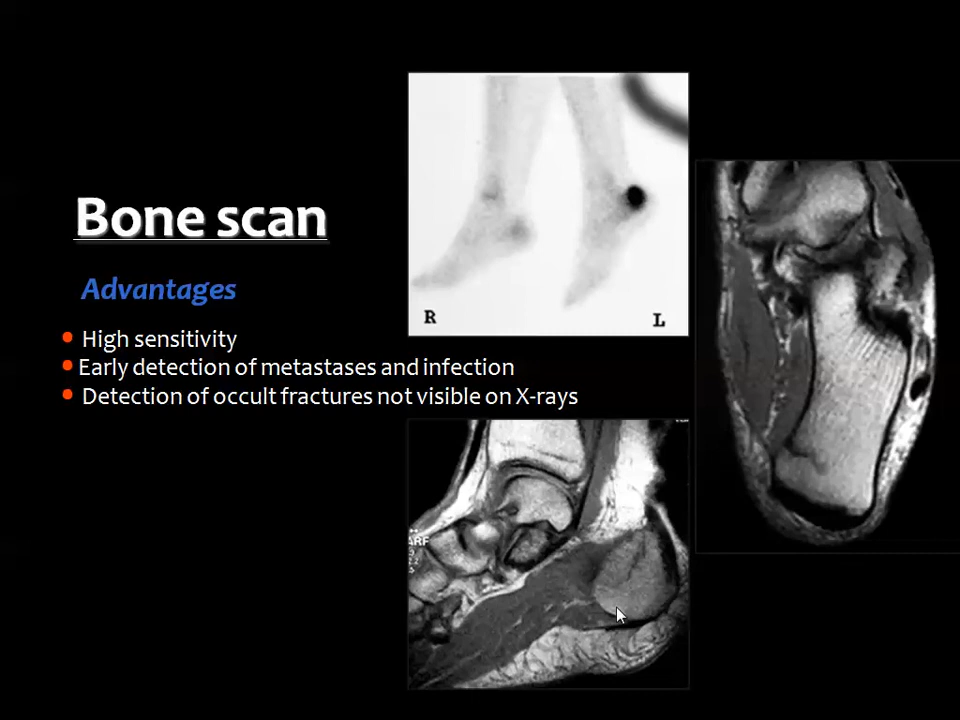 Bone scan
Advantages
• High sensitivity
• Early detection of metastases and infection
• Detection of occult fractures not visible on X-rays
R
L
ARF